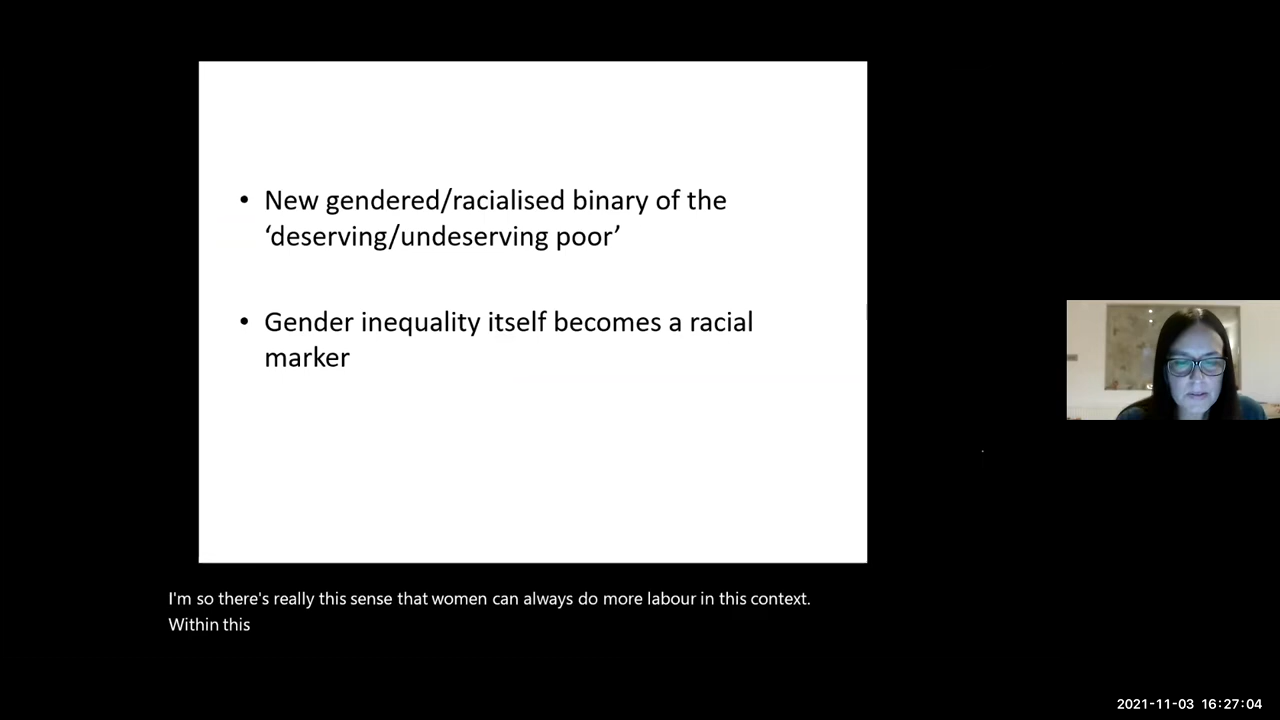 • New gendered/racialised binary of the
‘deserving/undeserving poor’
• Gender inequality itself becomes a racial
marker
I'm so there's really this sense that women can always do more labour in this context.
Within this
2021-11-03 16:27:04